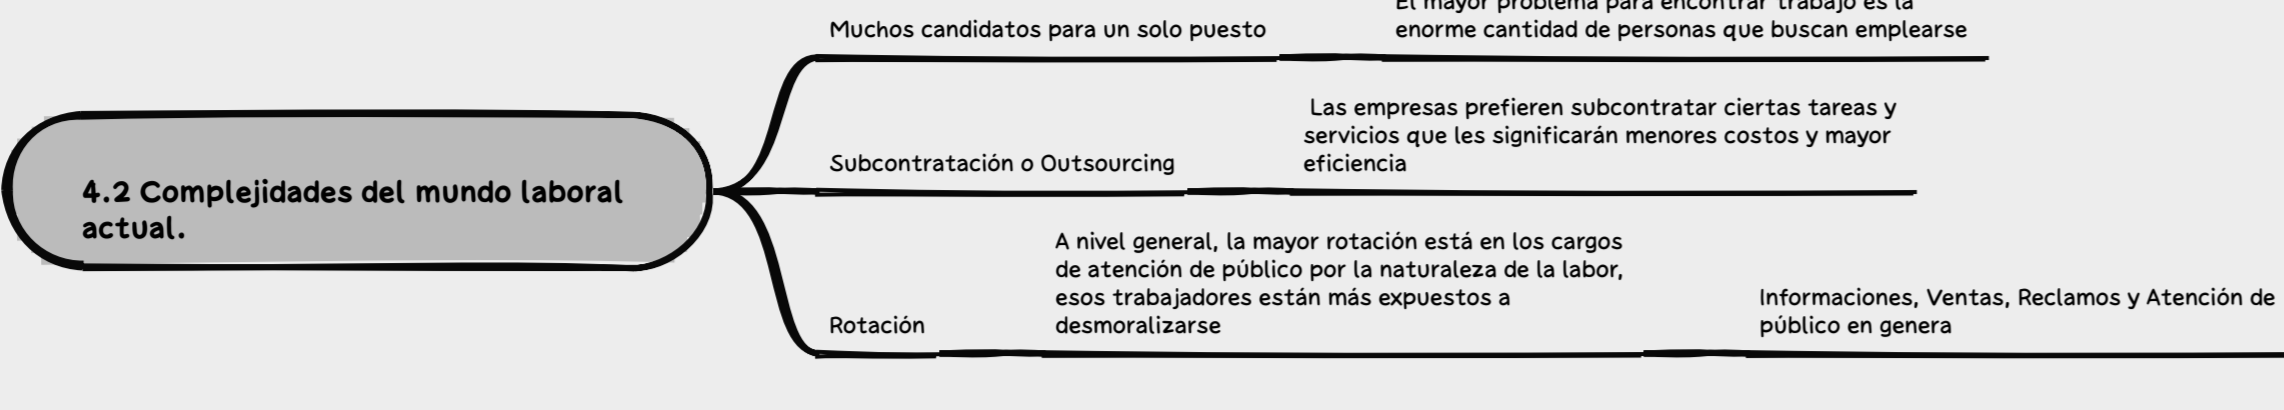 4.2 Complejidades del mundo laboral
actual.
Muchos candidatos para un solo puesto
El mayor problema para encontrar trabajo es la
enorme cantidad de personas que buscan emplearse
Subcontratación o Outsourcing
Las empresas prefieren subcontratar ciertas tareas y
servicios que les significarán menores costos y mayor
eficiencia
Rotación
A nivel general, la mayor rotación está en los cargos
de atención de público por la naturaleza de la labor,
esos trabajadores están más expuestos a
desmoralizarse
Informaciones, Ventas, Reclamos y Atención de
público en genera